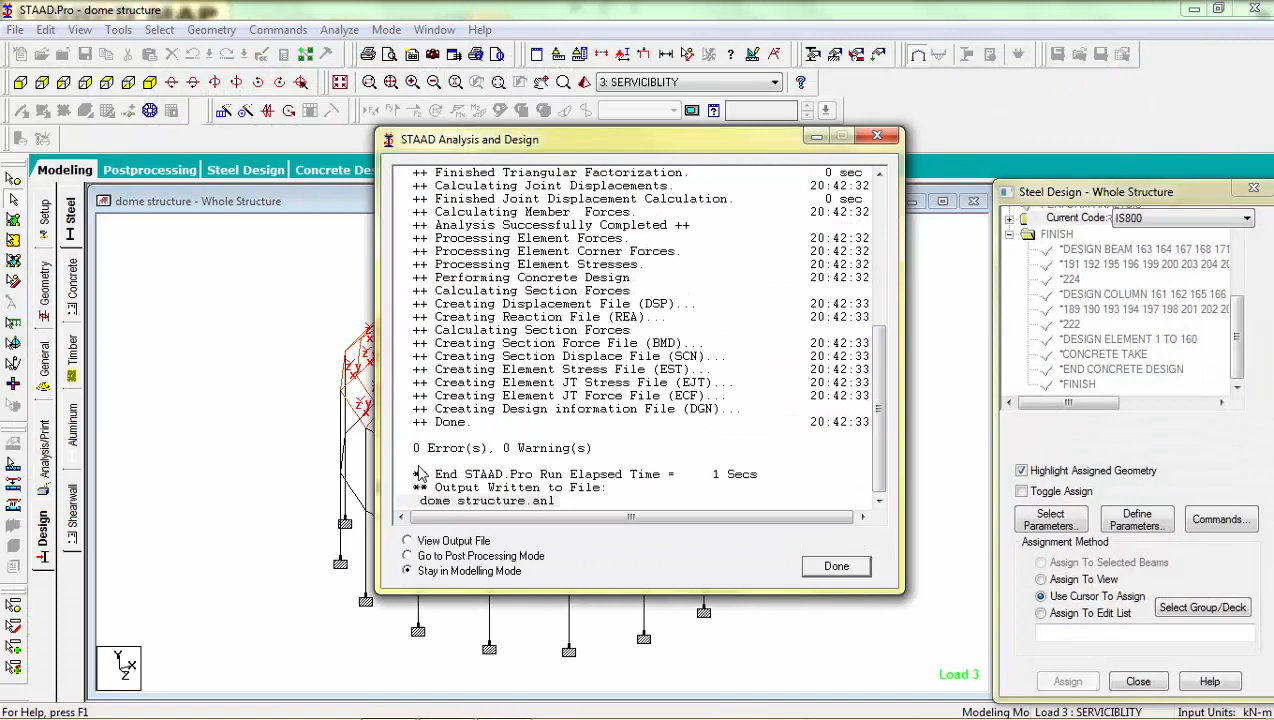 STAAD.Pro - dome structure
File Edit View Tools Select Geometry Commands Analyze Mode Window Help
3: SERVICIBLITY
Modeling Postprocessing Steel Design Concrete De
dome structure - Whole Structure
Setup
Geometry
General
Analysis/Print
Design
Steel
Concrete
Timber
Aluminum
Shearwall
STAAD Analysis and Design
++ Finished Triangular Factorization. 0 sec
++ Calculating Joint Displacements. 20:42:32
++ Finished Joint Displacement Calculation. 0 sec
++ Calculating Member Forces. 20:42:32
++ Analysis Successfully Completed ++
++ Processing Element Forces. 20:42:32
++ Processing Element Corner Forces. 20:42:32
++ Processing Element Stresses. 20:42:32
++ Performing Concrete Design 20:42:32
++ Calculating Section Forces
++ Creating Displacement File (DSP)... 20:42:33
++ Creating Reaction File (REA)... 20:42:33
++ Calculating Section Forces
++ Creating Section Force File (BMD)... 20:42:33
++ Creating Section Displace File (SCN)... 20:42:33
++ Creating Element Stress File (EST)... 20:42:33
++ Creating Element JT Stress File (EJT)... 20:42:33
++ Creating Element JT Force File (ECF)... 20:42:33
++ Creating Design information File (DGN)... 20:42:33
++ Done. 20:42:33
0 Error(s), 0 Warning(s)
End STAAD.Pro Run Elapsed Time = 1 Secs
** Output Written to File:
dome structure.anl
View Output File
Go to Post Processing Mode
Stay in Modelling Mode
Done
Load 3
Steel Design - Whole Structure
Current Code: IS800
FINISH
*DESIGN BEAM 163 164 167 168 171
*191 192 195 196 199 200 203 204 20
*224
*DESIGN COLUMN 161 162 165 166
*189 190 193 194 197 198 201 202
*222
*DESIGN ELEMENT 1 TO 160
*CONCRETE TAKE
*END CONCRETE DESIGN
*FINISH
Highlight Assigned Geometry
Toggle Assign
Select Parameters...
Define Parameters...
Commands...
Assignment Method
Assign To Selected Beams
Assign To View
Use Cursor To Assign
Assign To Edit List
Select Group/Deck
Assign Close Help
For Help, press F1
Modeling Mo Load 3 : SERVICIBLITY Input Units: kN-m